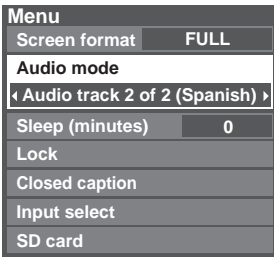 Menu
Screen format FULL
Audio mode
Audio track 2 of 2 (Spanish)
Sleep (minutes) 0
Lock
Closed caption
Input select
SD card